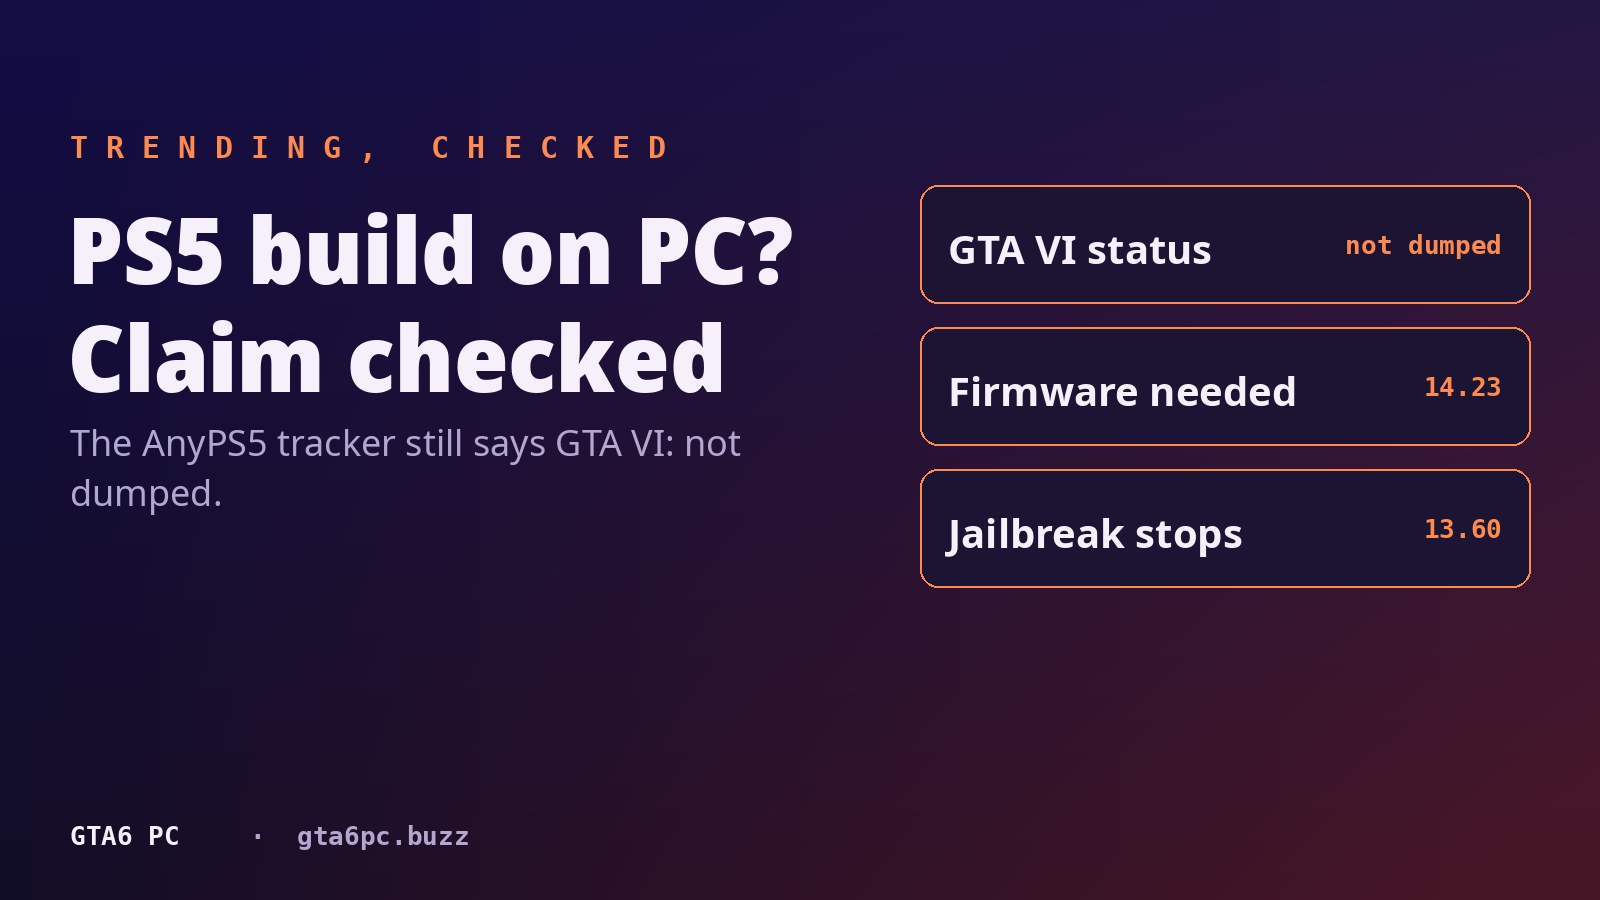 TRENDING, CHECKED
PS5 build on PC?
Claim checked
The AnyPS5 tracker still says GTA VI: not
dumped.
GTA VI status not dumped
Firmware needed 14.23
Jailbreak stops 13.60
GTA6 PC · gta6pc.buzz